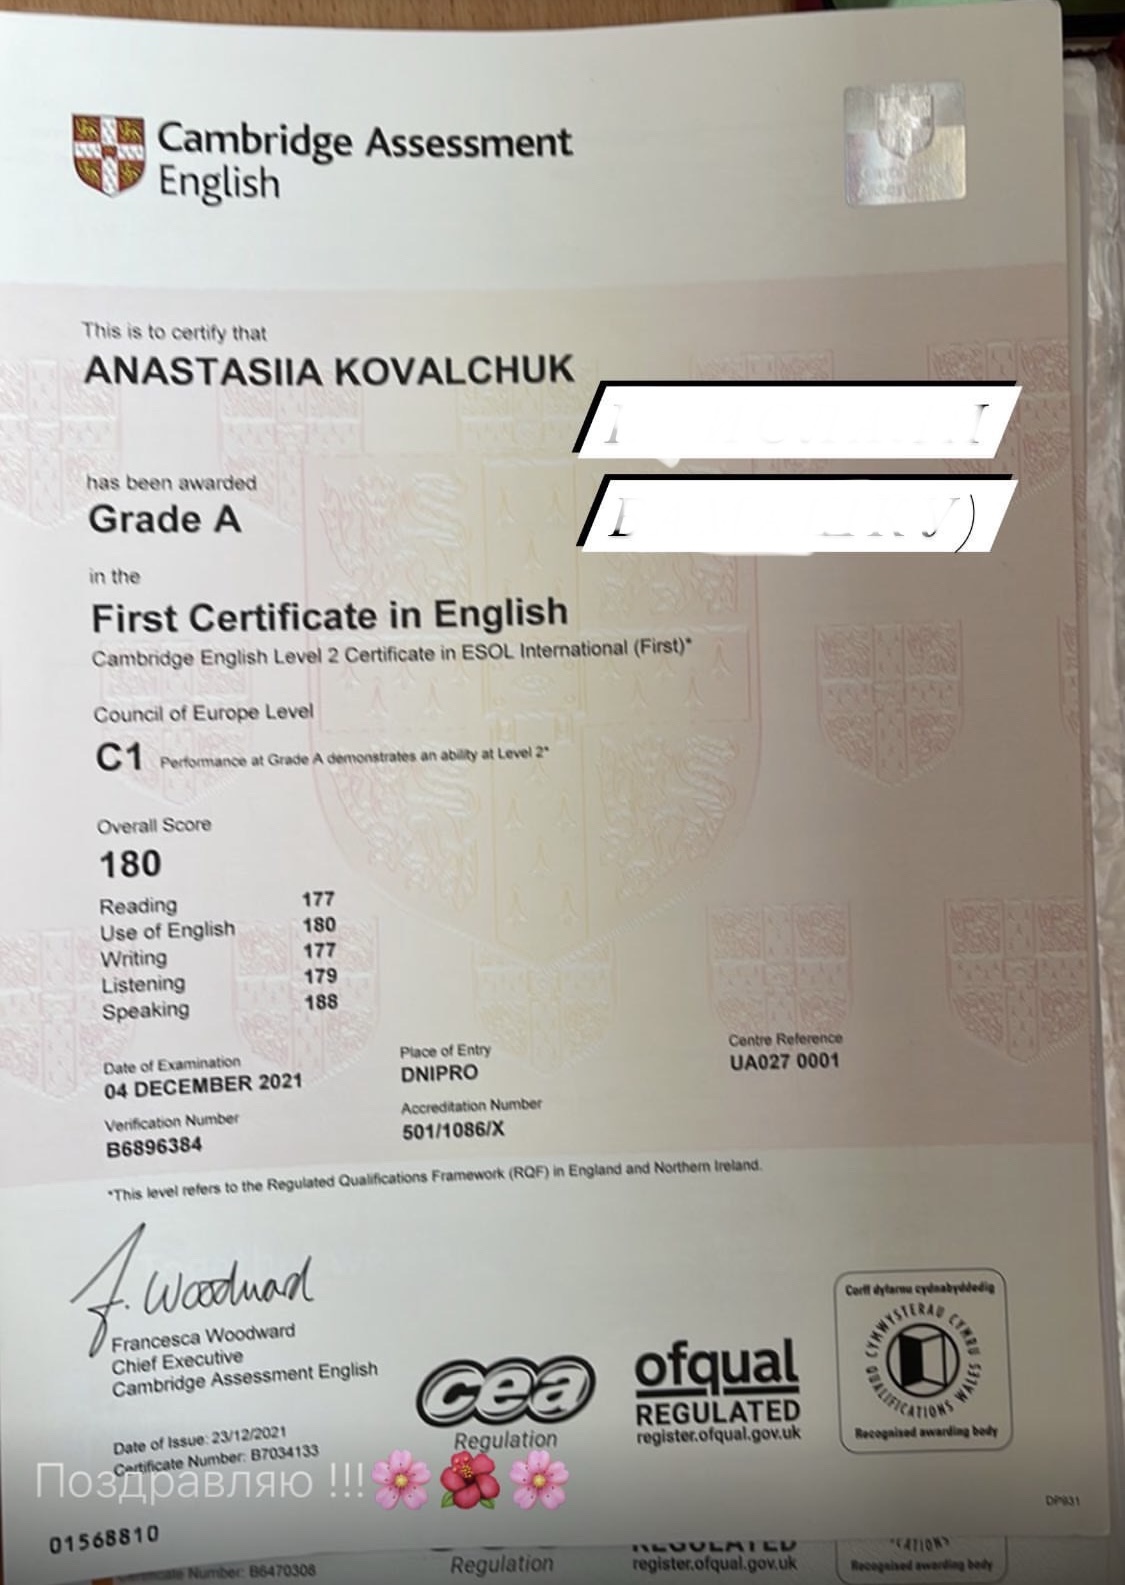 Cambridge Assessment
English
This is to certify that
ANASTASIIA KOVALCHUK
has been awarded
Grade A
in the
First Certificate in English
Cambridge English Level 2 Certificate in ESOL International (First)*
Council of Europe Level
C1 Performance at Grade A demonstrates an ability at Level 2*
Overall Score
180
Reading 177
Use of English 180
Writing 177
Listening 179
Speaking 188
Date of Examination
04 DECEMBER 2021
Place of Entry
DNIPRO
Centre Reference
UA027 0001
Verification Number
B6896384
Accreditation Number
501/1086/X
*This level refers to the Regulated Qualifications Framework (RQF) in England and Northern Ireland.
F. Woodward
Francesca Woodward
Chief Executive
Cambridge Assessment English
Date of Issue: 23/12/2021
Certificate Number: B7034133
cea
Regulation
ofqual
REGULATED
register.ofqual.gov.uk
Corff dyfarnu cydnabyddedig
CYMWYSTERAU CYMRU
QUALIFICATIONS WALES
Recognised awarding body
Поздравляю !!!🌸🌺🌸
DP931
01568810
Certificate Number: B6470308
Regulation
REGULATED
register.ofqual.gov.uk
Recognised awarding body